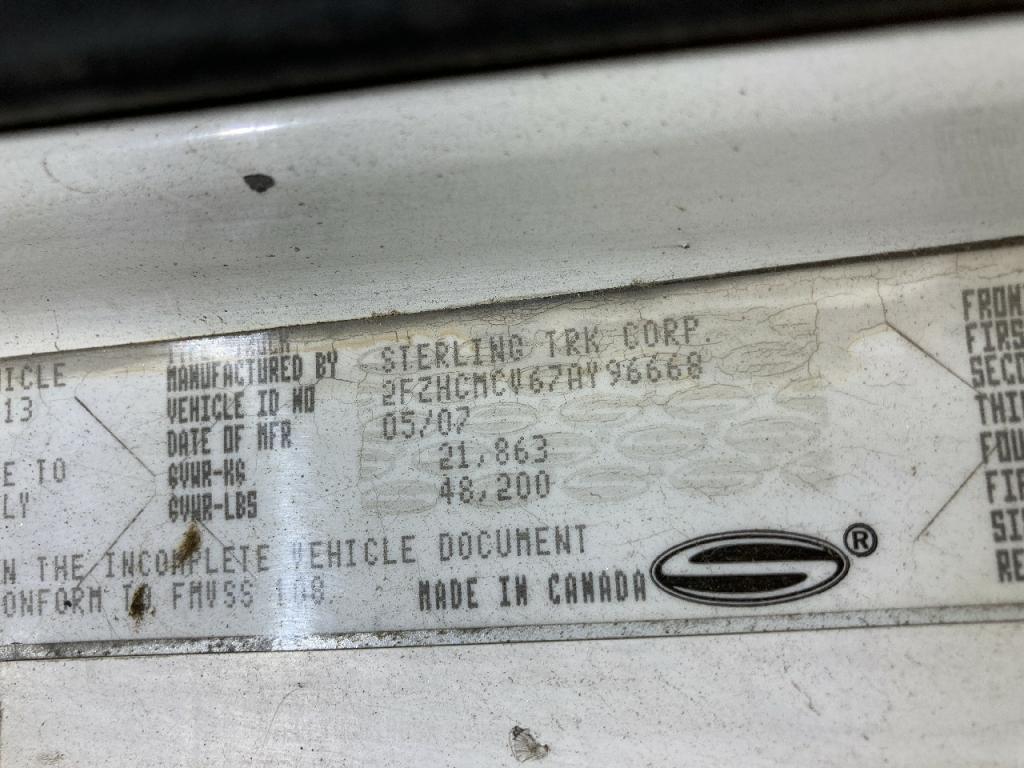 HICLE
13
E TO
LY
MANUFACTURED BY STERLING TRK CORP.
VEHICLE ID NO 2FZHCMCV67AY96668
DATE OF MFR 05/07
GVWR-KG 21,863
GVWR-LBS 48,200
N THE INCOMPLETE VEHICLE DOCUMENT
ONFORM TO FMVSS 108.
MADE IN CANADA ®
FRON
FIRS
SECO
THI
FOU
FIF
SI
RE